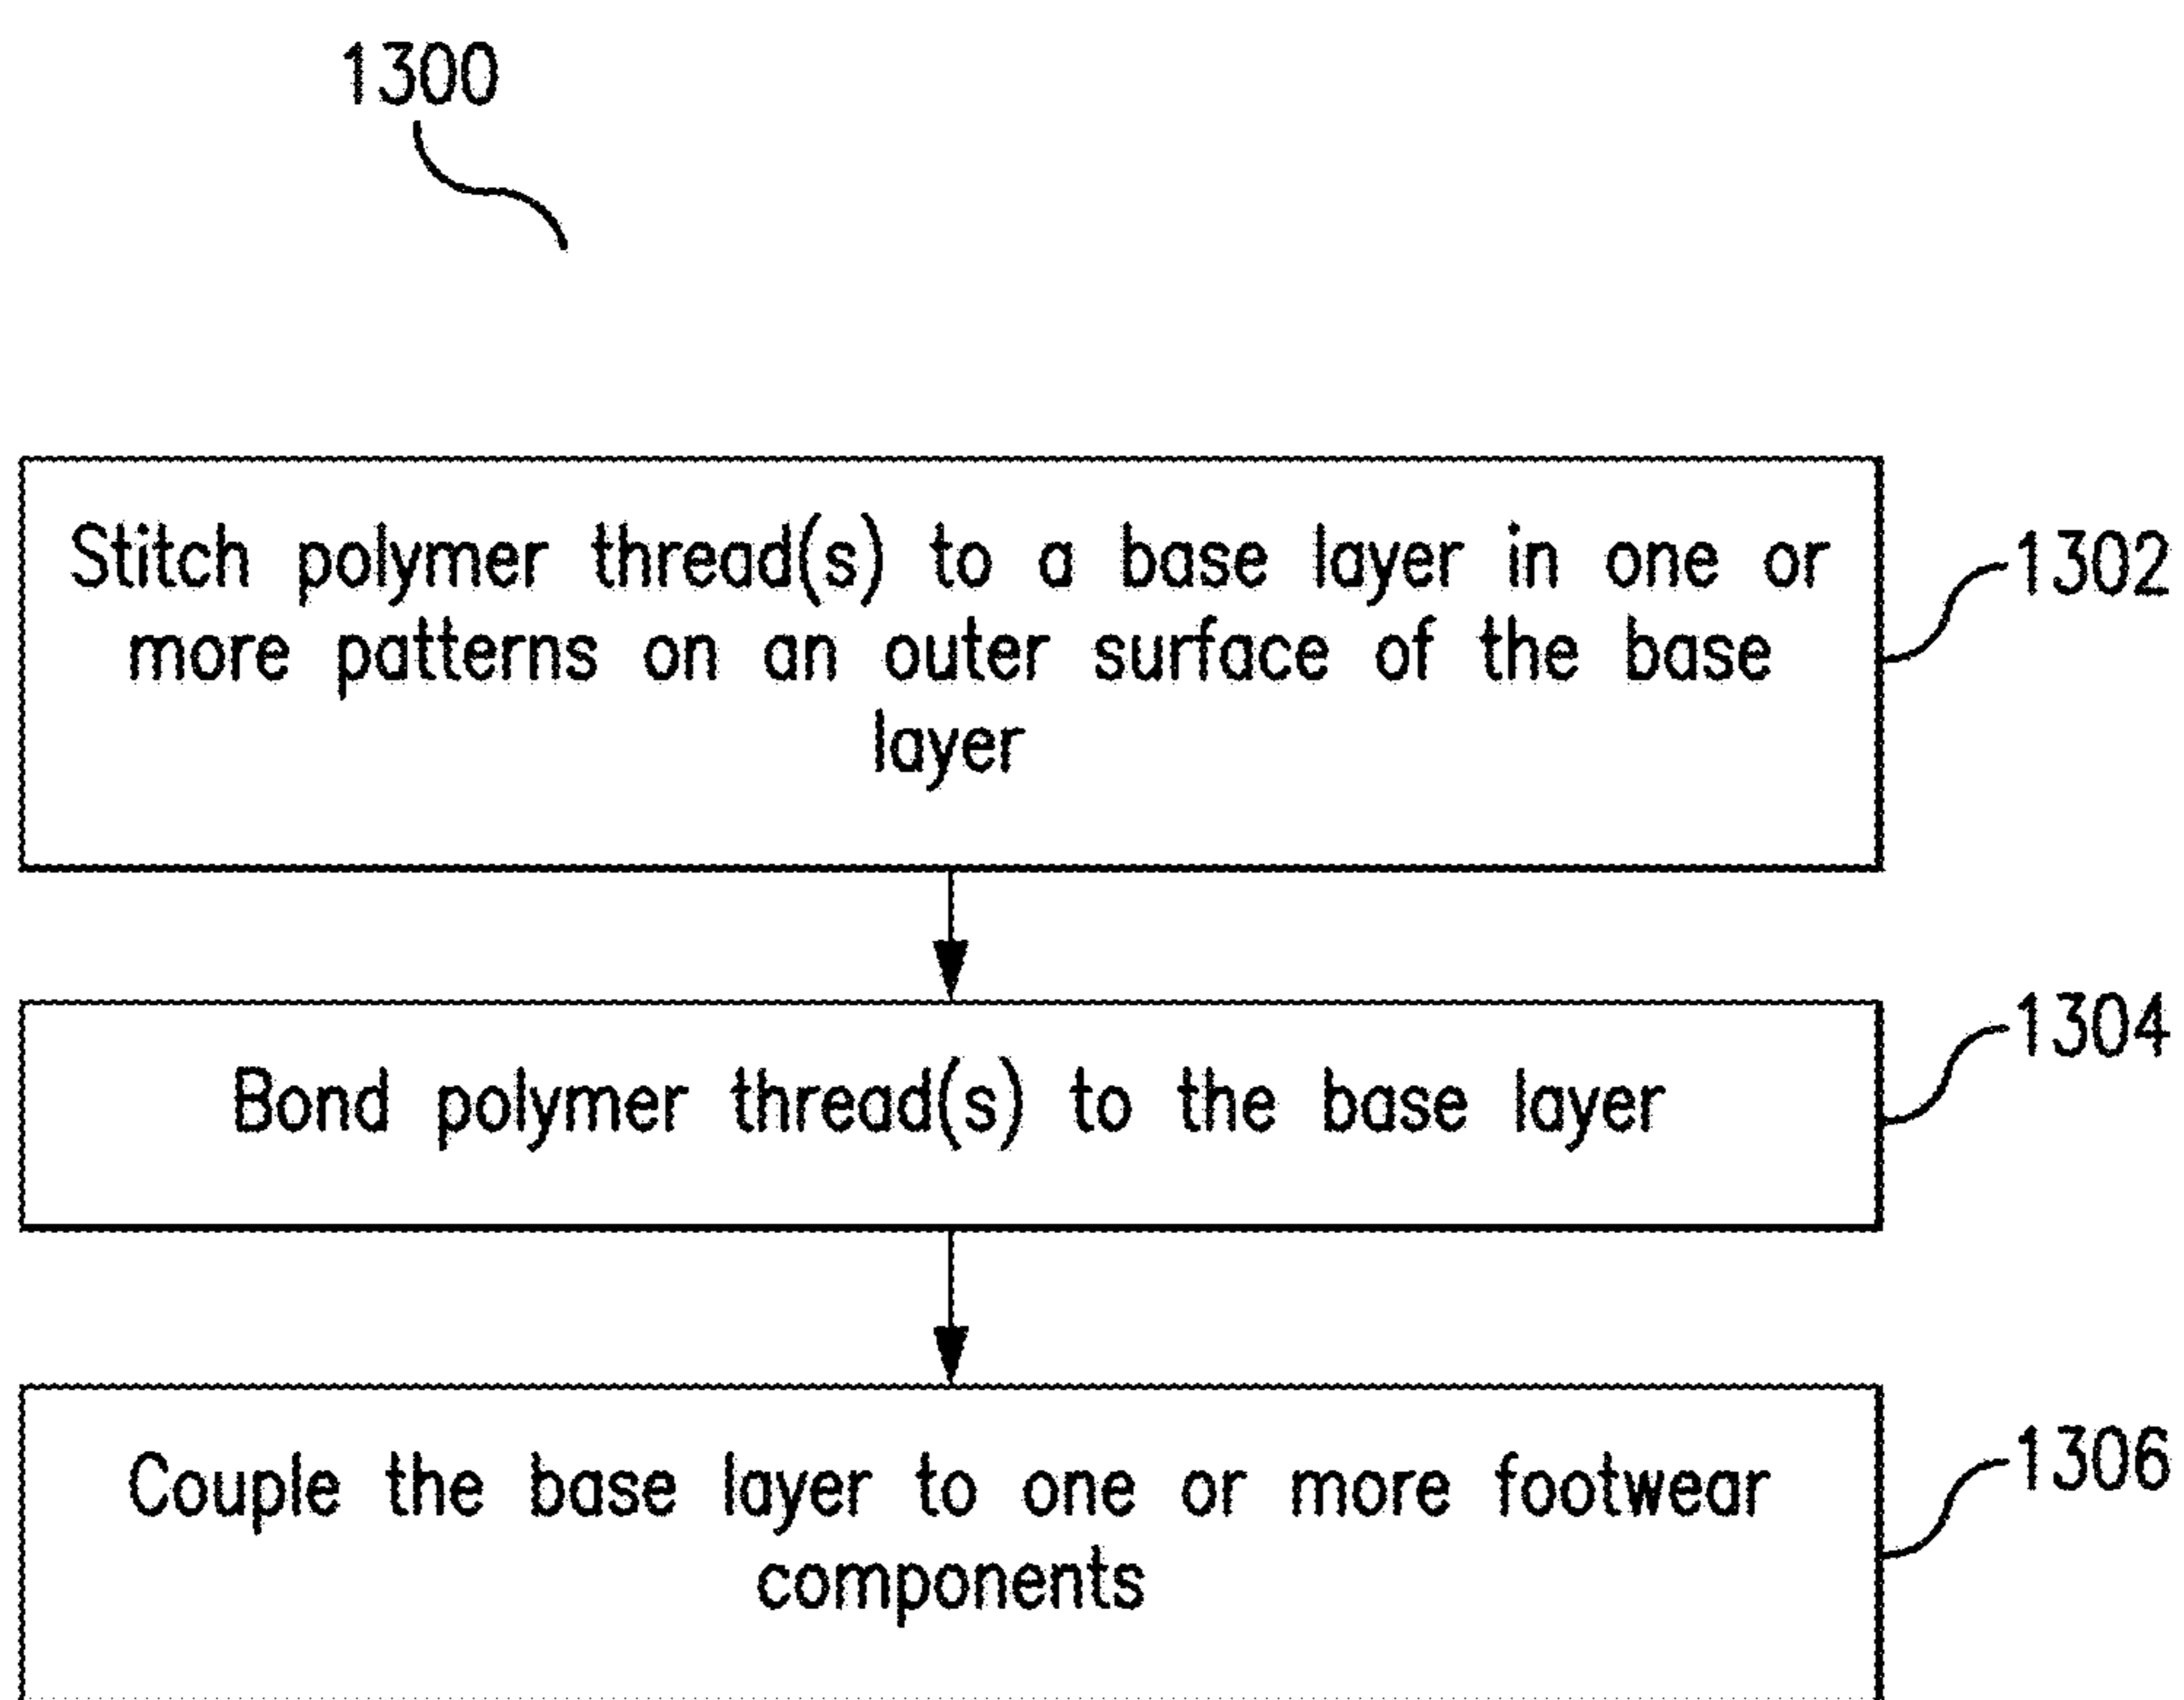 1300
Stitch polymer thread(s) to a base layer in one or
more patterns on an outer surface of the base
layer
1302
Bond polymer thread(s) to the base layer
1304
Couple the base layer to one or more footwear
components
1306